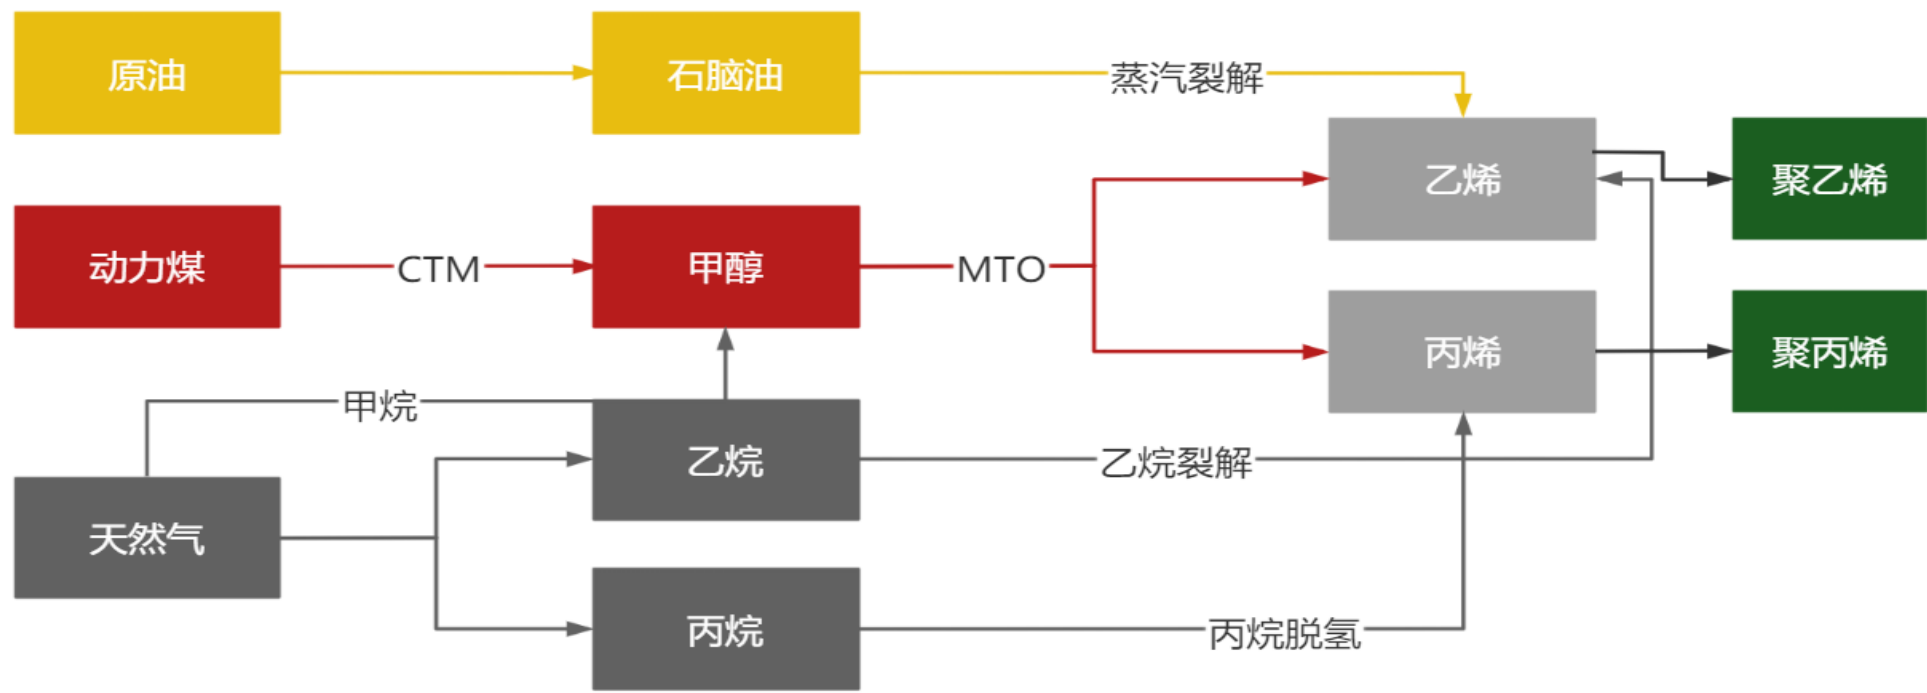 原油
石脑油
蒸汽裂解
乙烯
聚乙烯
动力煤
CTM
甲醇
MTO
丙烯
聚丙烯
甲烷
乙烷
乙烷裂解
天然气
丙烷
丙烷脱氢